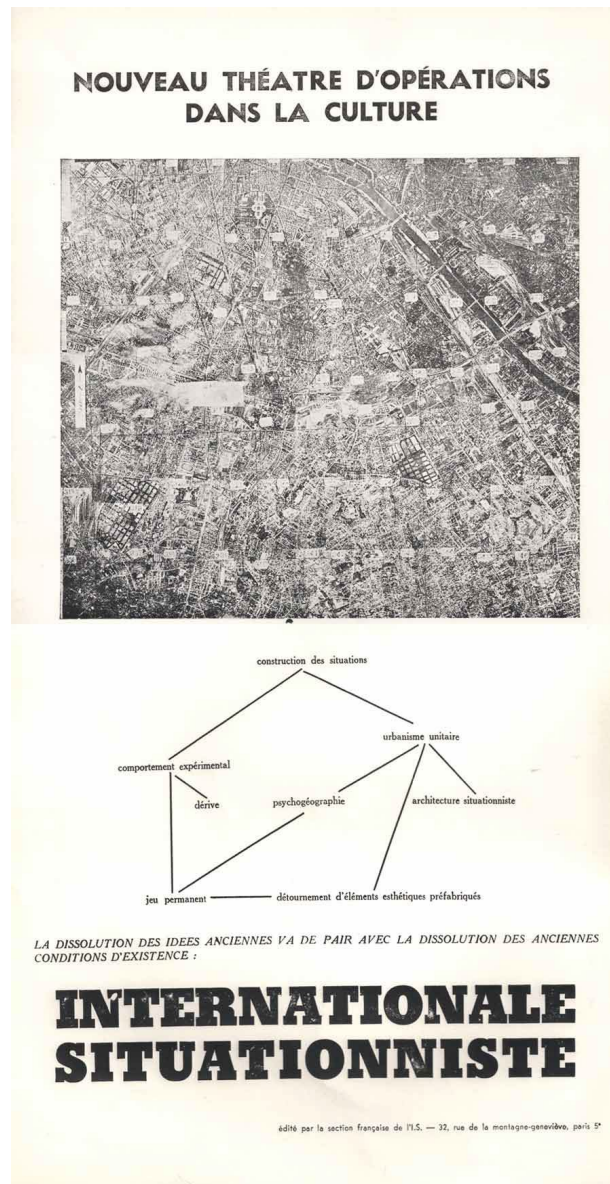 NOUVEAU THÉATRE D'OPÉRATIONS
DANS LA CULTURE
construction des situations
urbanisme unitaire
comportement expérimental
dérive
psychogéographie
architecture situationniste
jeu permanent
détournement d'éléments esthétiques préfabriqués
LA DISSOLUTION DES IDEES ANCIENNES VA DE PAIR AVEC LA DISSOLUTION DES ANCIENNES
CONDITIONS D'EXISTENCE :
INTERNATIONALE
SITUATIONNISTE
édité par la section française de l'I.S. — 32, rue de la montagne-geneviève, paris 5e